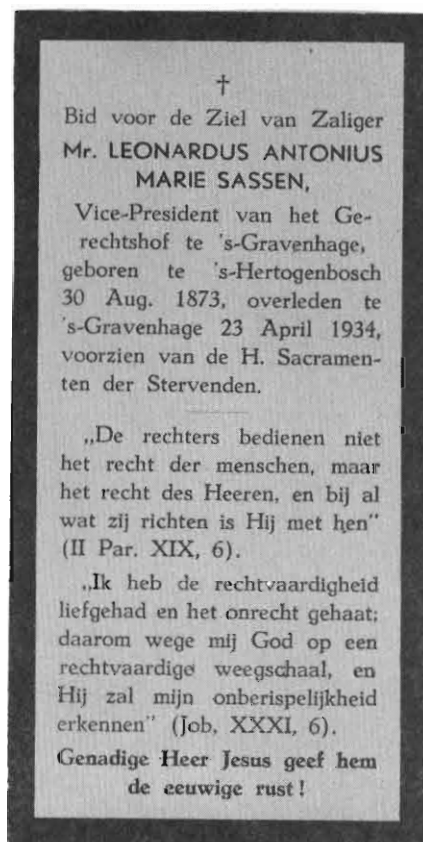 †
Bid voor de Ziel van Zaliger
Mr. LEONARDUS ANTONIUS
MARIE SASSEN,
Vice-President van het Ge-
rechtshof te 's-Gravenhage,
geboren te 's-Hertogenbosch
30 Aug. 1873, overleden te
's-Gravenhage 23 April 1934,
voorzien van de H. Sacramen-
ten der Stervenden.
„De rechters bedienen niet
het recht der menschen, maar
het recht des Heeren, en bij al
wat zij richten is Hij met hen"
(II Par. XIX, 6).
„Ik heb de rechtvaardigheid
liefgehad en het onrecht gehaat;
daarom wege mij God op een
rechtvaardige weegschaal, en
Hij zal mijn onberispelijkheid
erkennen" (Job, XXXI, 6).
Genadige Heer Jesus geef hem
de eeuwige rust!